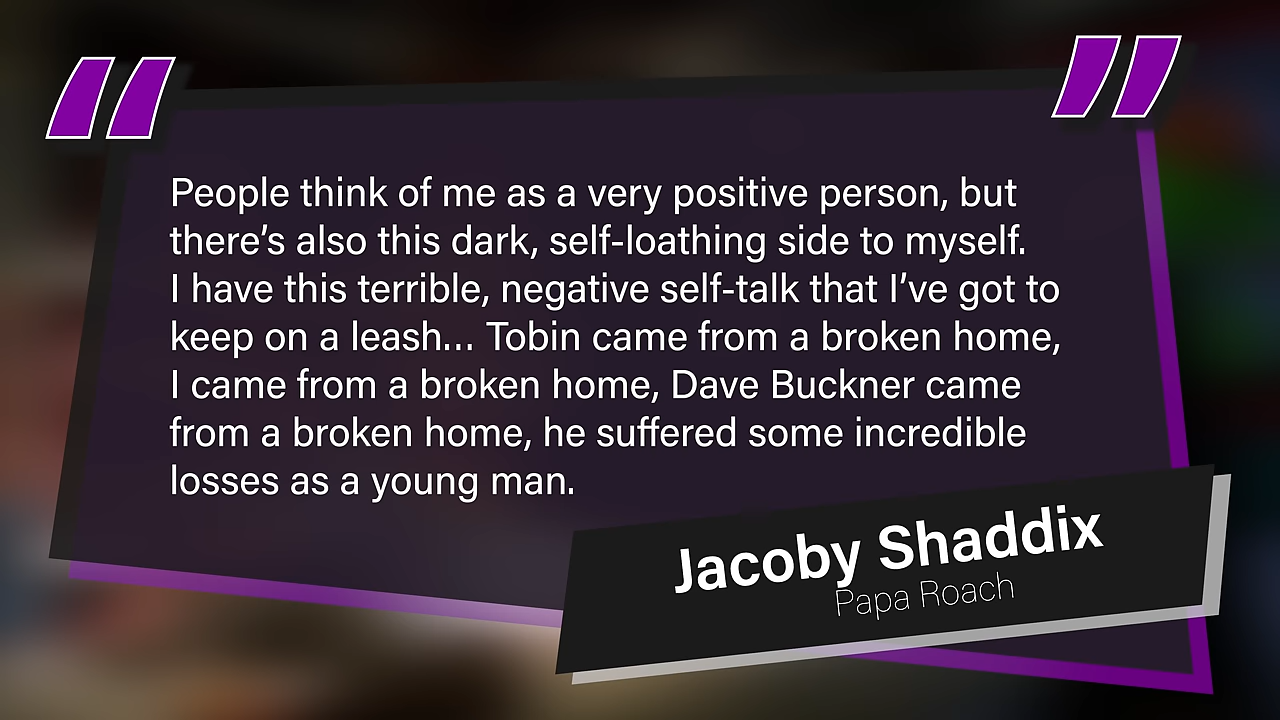 “ ”
People think of me as a very positive person, but
there’s also this dark, self-loathing side to myself.
I have this terrible, negative self-talk that I’ve got to
keep on a leash… Tobin came from a broken home,
I came from a broken home, Dave Buckner came
from a broken home, he suffered some incredible
losses as a young man.
Jacoby Shaddix
Papa Roach